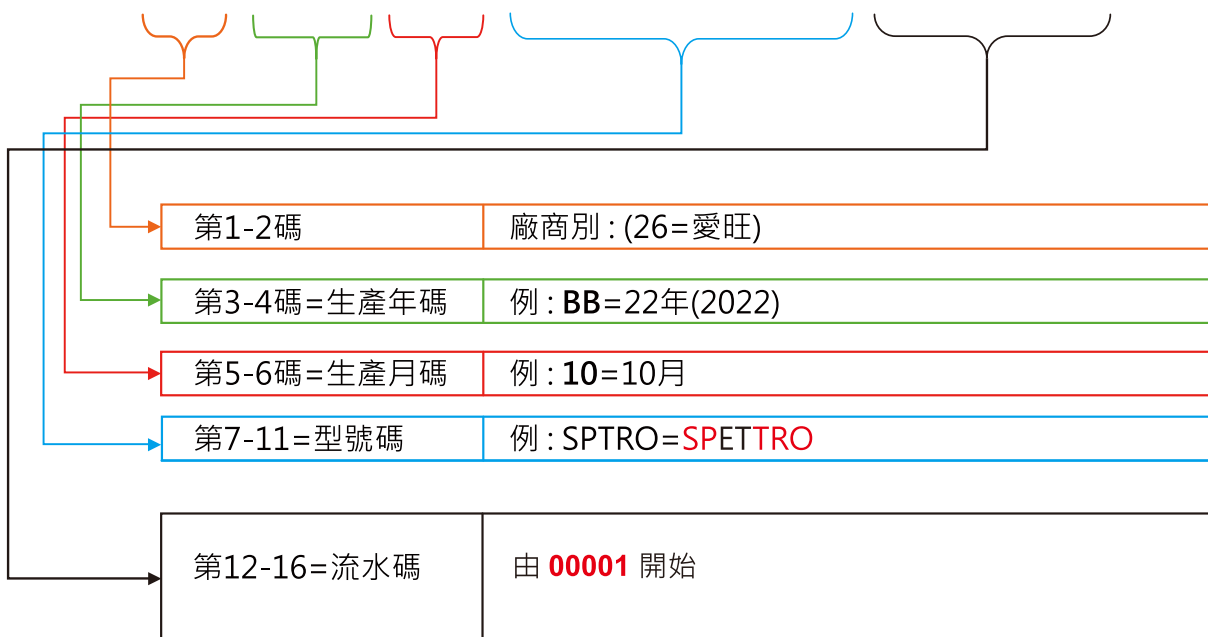 第1-2碼 廠商別 : (26=愛旺)
第3-4碼=生產年碼 例 : BB=22年(2022)
第5-6碼=生產月碼 例 : 10=10月
第7-11=型號碼 例 : SPTRO=SPETTRO
第12-16=流水碼 由 00001 開始